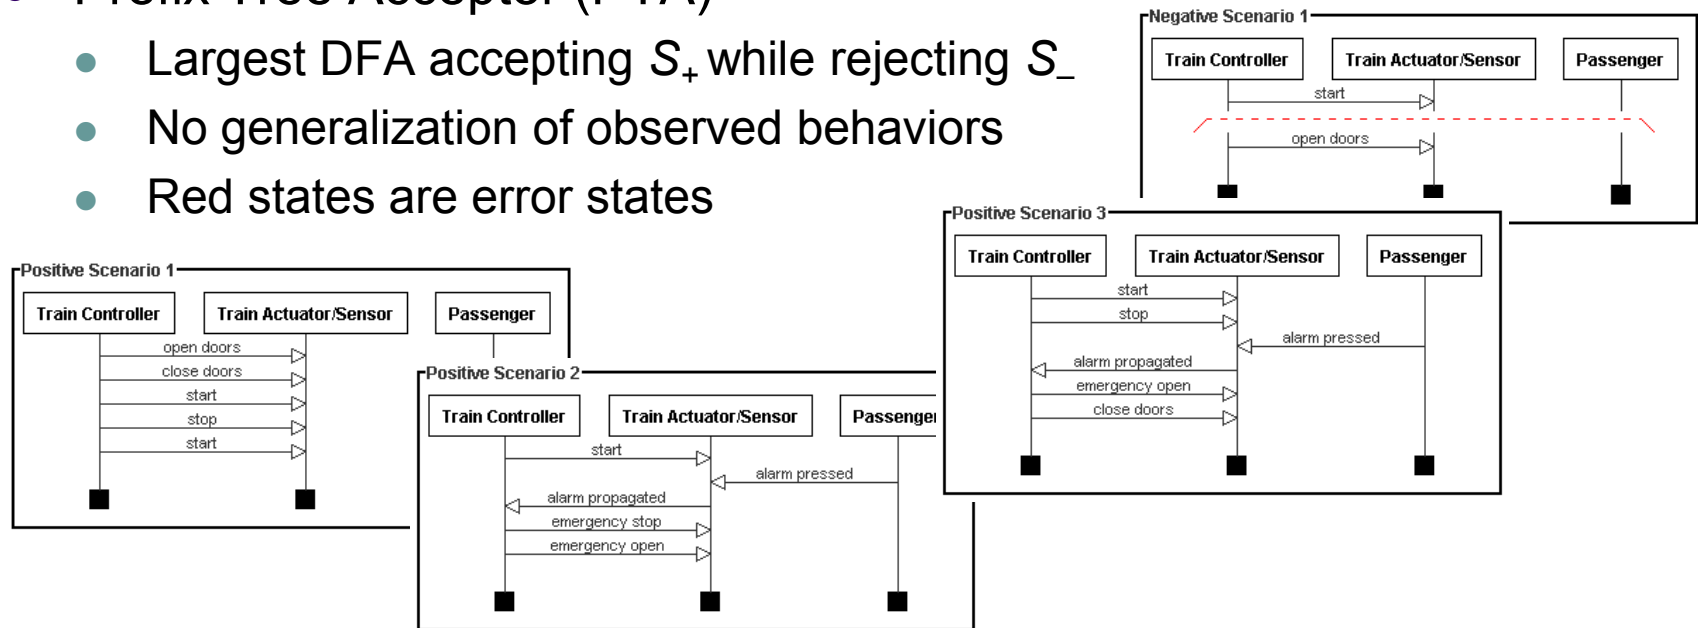 Prefix Tree Acceptor (PTA)
Largest DFA accepting S+ while rejecting S−
No generalization of observed behaviors
Red states are error states
Negative Scenario 1
Train Controller Train Actuator/Sensor Passenger
start
open doors
Positive Scenario 1
Train Controller Train Actuator/Sensor Passenger
open doors
close doors
start
stop
start
Positive Scenario 2
Train Controller Train Actuator/Sensor Passenger
start
alarm pressed
alarm propagated
emergency stop
emergency open
Positive Scenario 3
Train Controller Train Actuator/Sensor Passenger
start
stop
alarm pressed
alarm propagated
emergency open
close doors